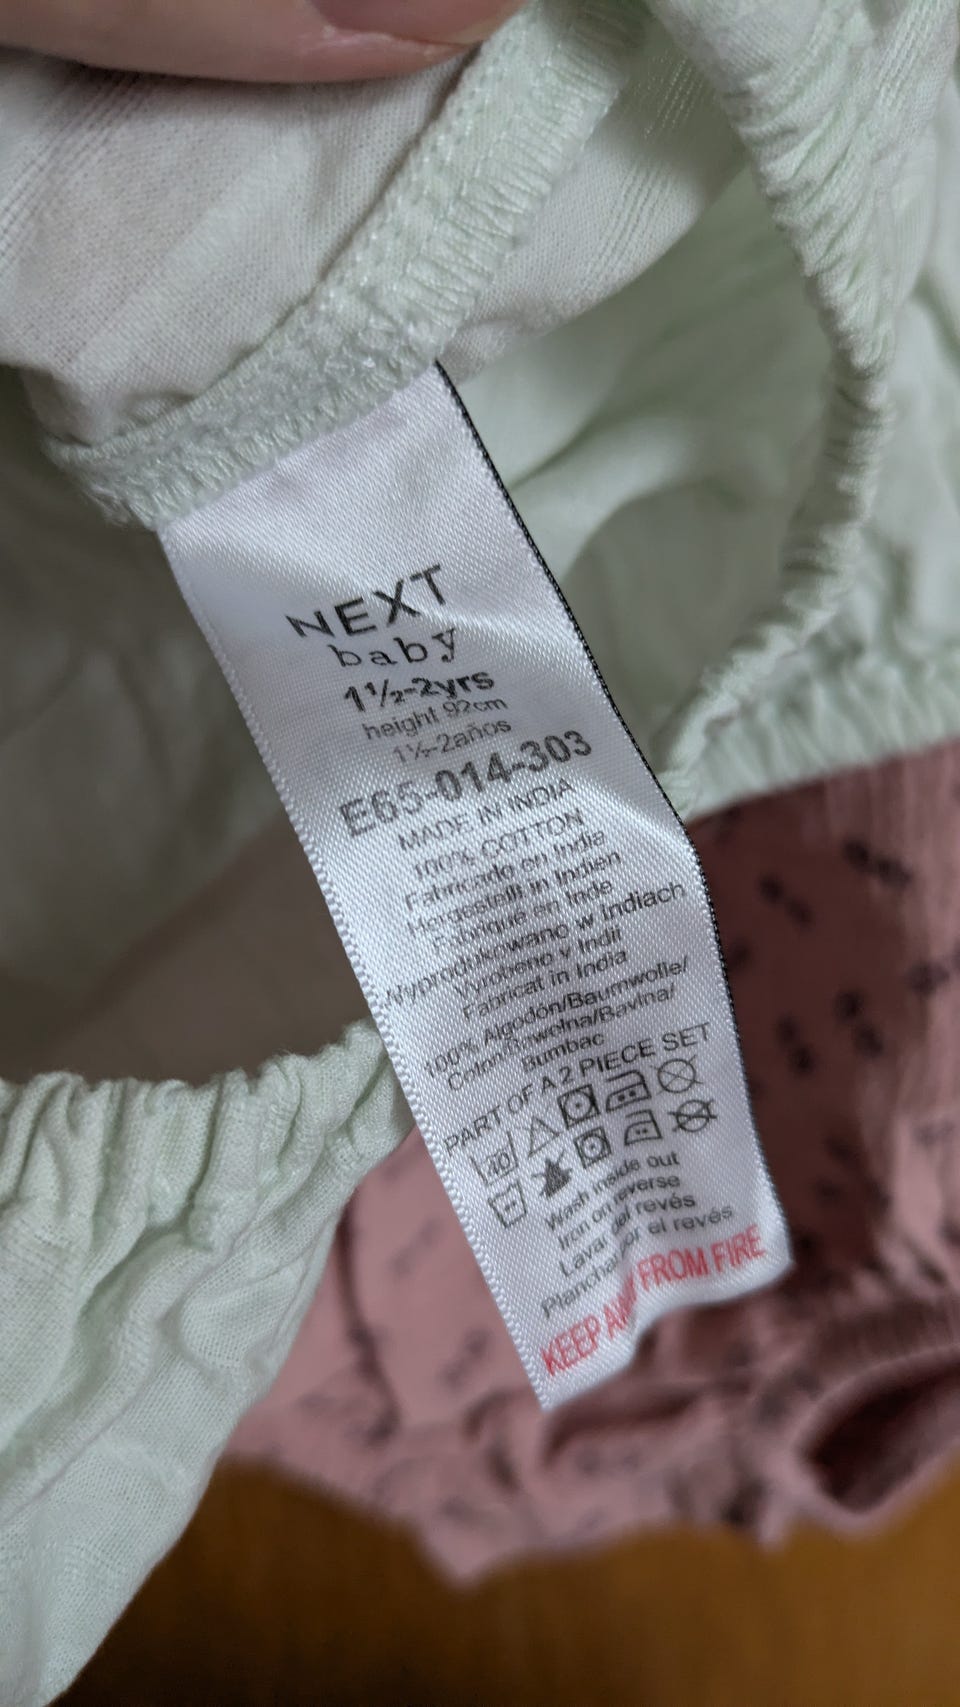 NEXT
baby
1½-2yrs
height 92cm
1½-2años
E65-014-303
MADE IN INDIA
100% COTTON
Fabricado en India
Hergestellt in Indien
Fabriqué en Inde
Wyprodukowano w Indiach
Vyrobeno v Indii
Fabricat in India
100% Algodón/Baumwolle/
Coton/Bawełna/Bavlna/
Bumbac
PART OF A 2 PIECE SET
40
Wash inside out
Iron on reverse
Lavar del revés
Planchar por el revés
KEEP AWAY FROM FIRE